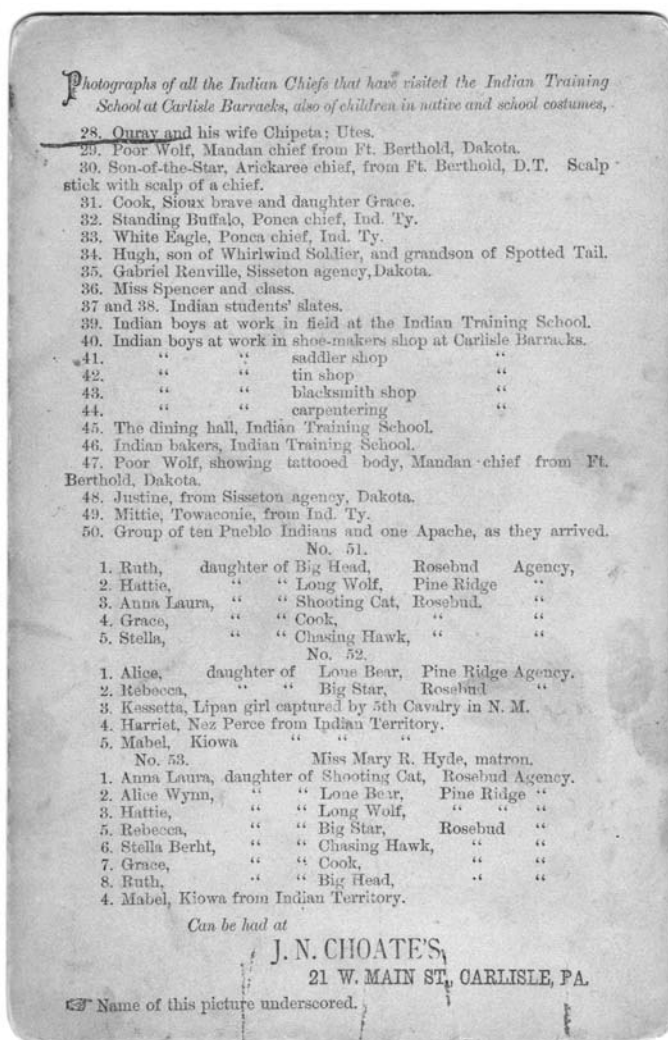 Photographs of all the Indian Chiefs that have visited the Indian Training
School at Carlisle Barracks, also of children in native and school costumes,
28. Ouray and his wife Chipeta; Utes.
29. Poor Wolf, Mandan chief from Ft. Berthold, Dakota.
30. Son-of-the-Star, Arickaree chief, from Ft. Berthold, D.T. Scalp
stick with scalp of a chief.
31. Cook, Sioux brave and daughter Grace.
32. Standing Buffalo, Ponca chief, Ind. Ty.
33. White Eagle, Ponca chief, Ind. Ty.
34. Hugh, son of Whirlwind Soldier, and grandson of Spotted Tail.
35. Gabriel Renville, Sisseton agency, Dakota.
36. Miss Spencer and class.
37 and 38. Indian students' slates.
39. Indian boys at work in field at the Indian Training School.
40. Indian boys at work in shoe-makers shop at Carlisle Barracks.
41. “ “ saddler shop “
42. “ “ tin shop “
43. “ “ blacksmith shop “
44. “ “ carpentering “
45. The dining hall, Indian Training School.
46. Indian bakers, Indian Training School.
47. Poor Wolf, showing tattooed body, Mandan chief from Ft.
Berthold, Dakota.
48. Justine, from Sisseton agency, Dakota.
49. Mittie, Towaconie, from Ind. Ty.
50. Group of ten Pueblo Indians and one Apache, as they arrived.
No. 51.
1. Ruth, daughter of Big Head, Rosebud Agency,
2. Hattie, “ “ Long Wolf, Pine Ridge “
3. Anna Laura, “ “ Shooting Cat, Rosebud. “
4. Grace, “ “ Cook, “ “
5. Stella, “ “ Chasing Hawk, “ “
No. 52.
1. Alice, daughter of Lone Bear, Pine Ridge Agency.
2. Rebecca, “ “ Big Star, Rosebud “
3. Kessetta, Lipan girl captured by 5th Cavalry in N. M.
4. Harriet, Nez Perce from Indian Territory.
5. Mabel, Kiowa “ “ “
No. 53. Miss Mary R. Hyde, matron.
1. Anna Laura, daughter of Shooting Cat, Rosebud Agency.
2. Alice Wynn, “ “ Lone Bear, Pine Ridge “
3. Hattie, “ “ Long Wolf, “ “ “
5. Rebecca, “ “ Big Star, Rosebud “
6. Stella Berht, “ “ Chasing Hawk, “ “
7. Grace, “ “ Cook, “ “
8. Ruth, “ “ Big Head, “ “
4. Mabel, Kiowa from Indian Territory.
Can be had at
J. N. CHOATE'S,
21 W. MAIN ST., CARLISLE, PA.
☞ Name of this picture underscored.